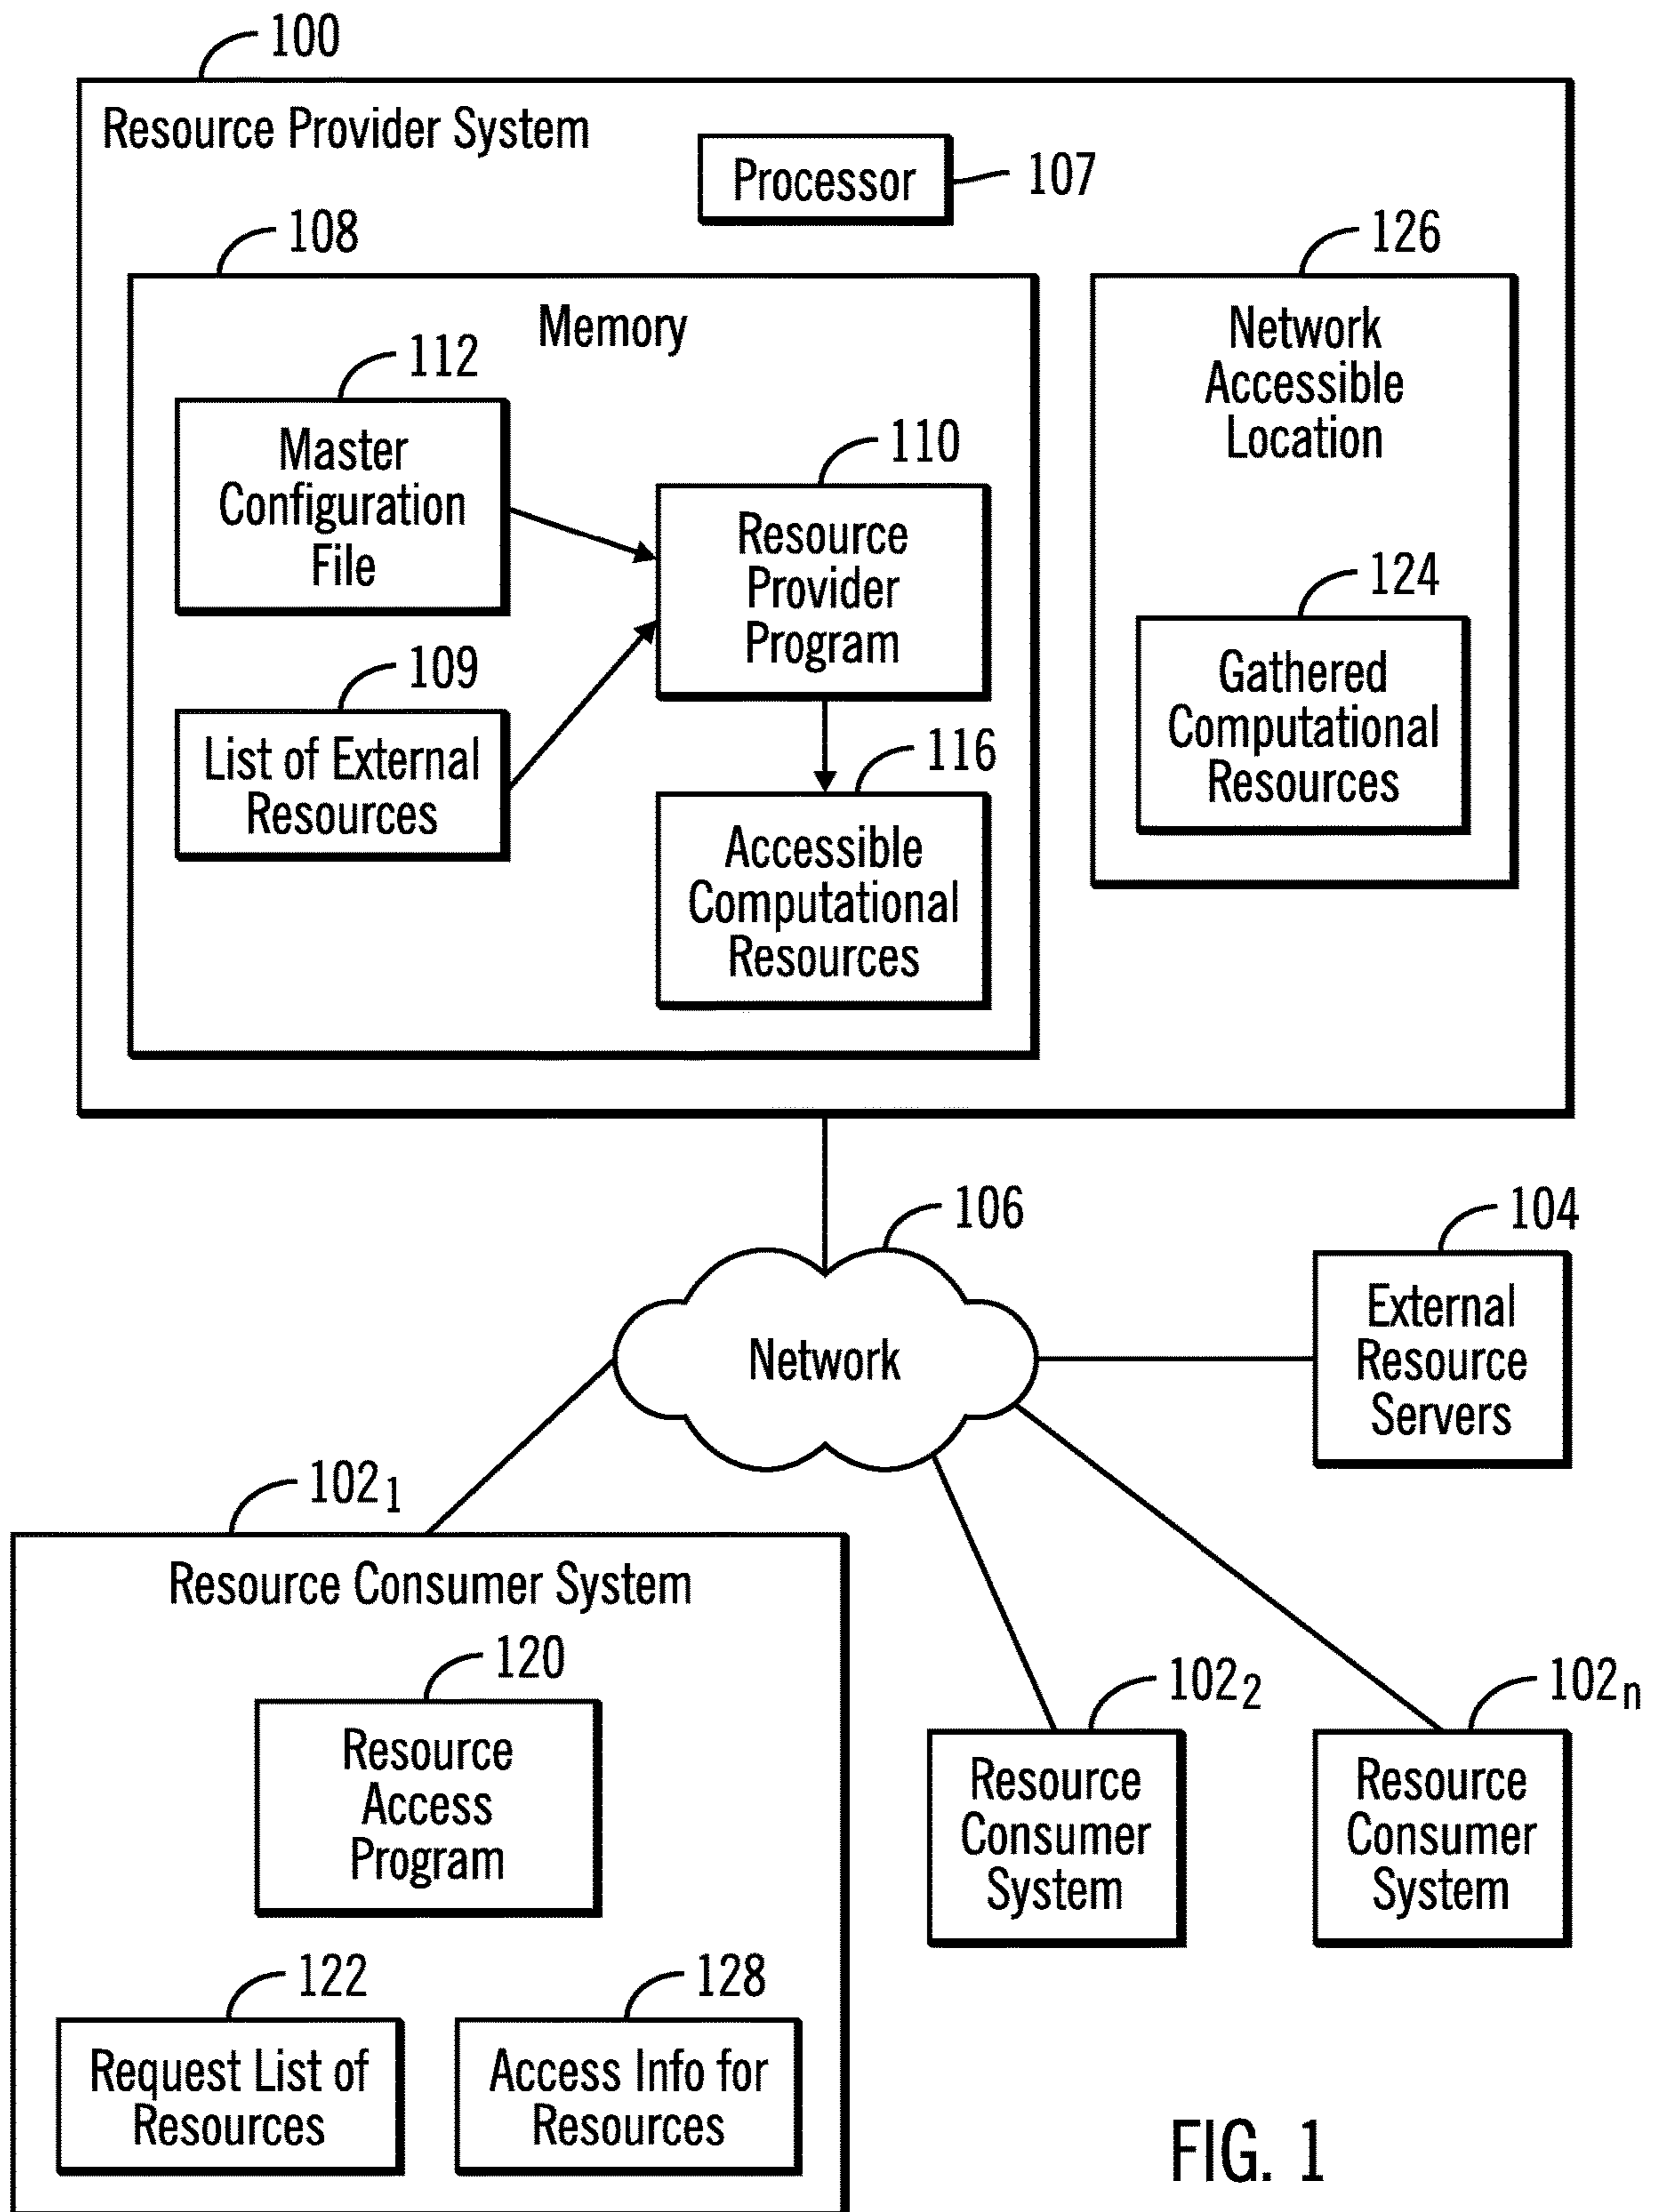 100
Resource Provider System
Processor
107
108
126
Memory
Network
Accessible
Location
112
Master
Configuration
File
110
Resource
Provider
Program
124
Gathered
Computational
Resources
109
List of External
Resources
116
Accessible
Computational
Resources
106
Network
104
External
Resource
Servers
102₁
Resource Consumer System
120
Resource
Access
Program
122
Request List of
Resources
128
Access Info for
Resources
102₂
Resource
Consumer
System
102ₙ
Resource
Consumer
System
FIG. 1